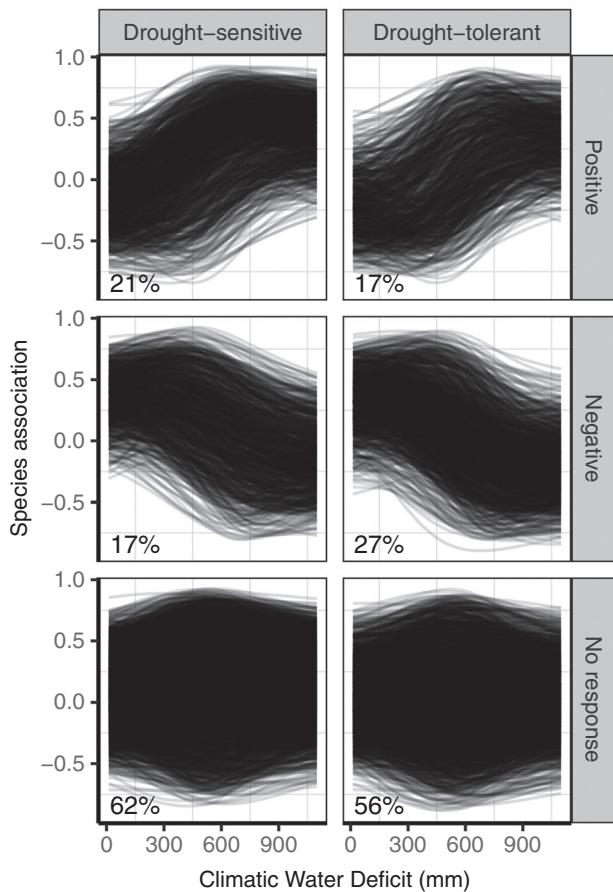 Drought−sensitive
Drought−tolerant
1.0
0.5
0.0
−0.5
21%
17%
Positive
1.0
0.5
0.0
−0.5
17%
27%
Negative
1.0
0.5
0.0
−0.5
62%
56%
No response
Species association
0 300 600 900
0 300 600 900
Climatic Water Deficit (mm)